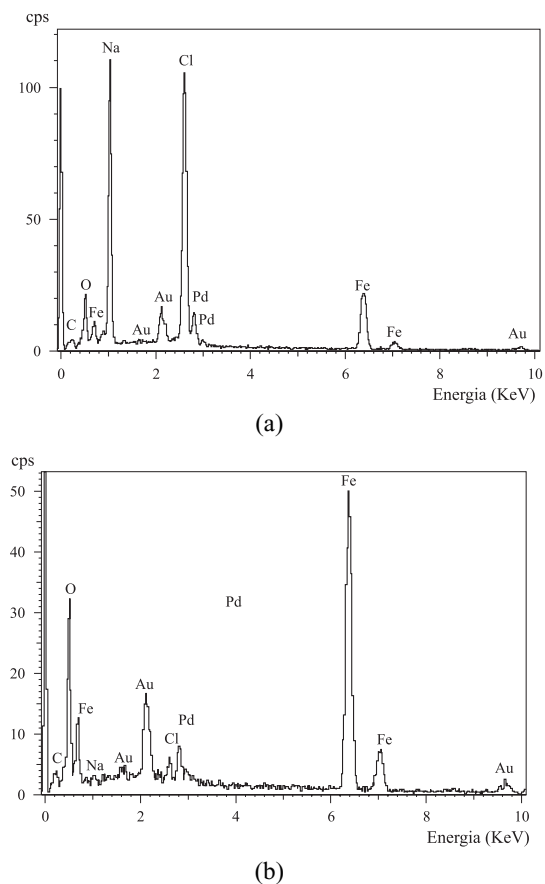 cps
Na
Cl
100
50
O
Fe
C
Au
Au
Pd
Pd
Fe
Fe
Au
0
0 2 4 6 8 10
Energia (KeV)
(a)
cps
50
Fe
40
O
Pd
30
20
Au
Fe
10
Pd
Cl
C
Na
Au
Fe
Au
0
0 2 4 6 8 10
Energia (KeV)
(b)